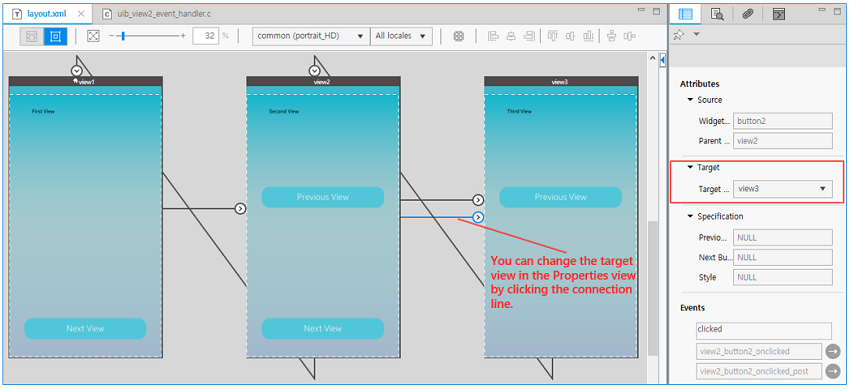 layout.xml
uib_view2_event_handler.c
32 %
common (portrait_HD)
All locales
view1
view2
view3
First View
Second View
Third View
Previous View
Previous View
You can change the target
view in the Properties view
by clicking the connection
line.
Next View
Next View
Attributes
Source
Widget... button2
Parent ... view2
Target
Target ... view3
Specification
Previo... NULL
Next Bu... NULL
Style NULL
Events
clicked
view2_button2_onclicked
view2_button2_onclicked_post